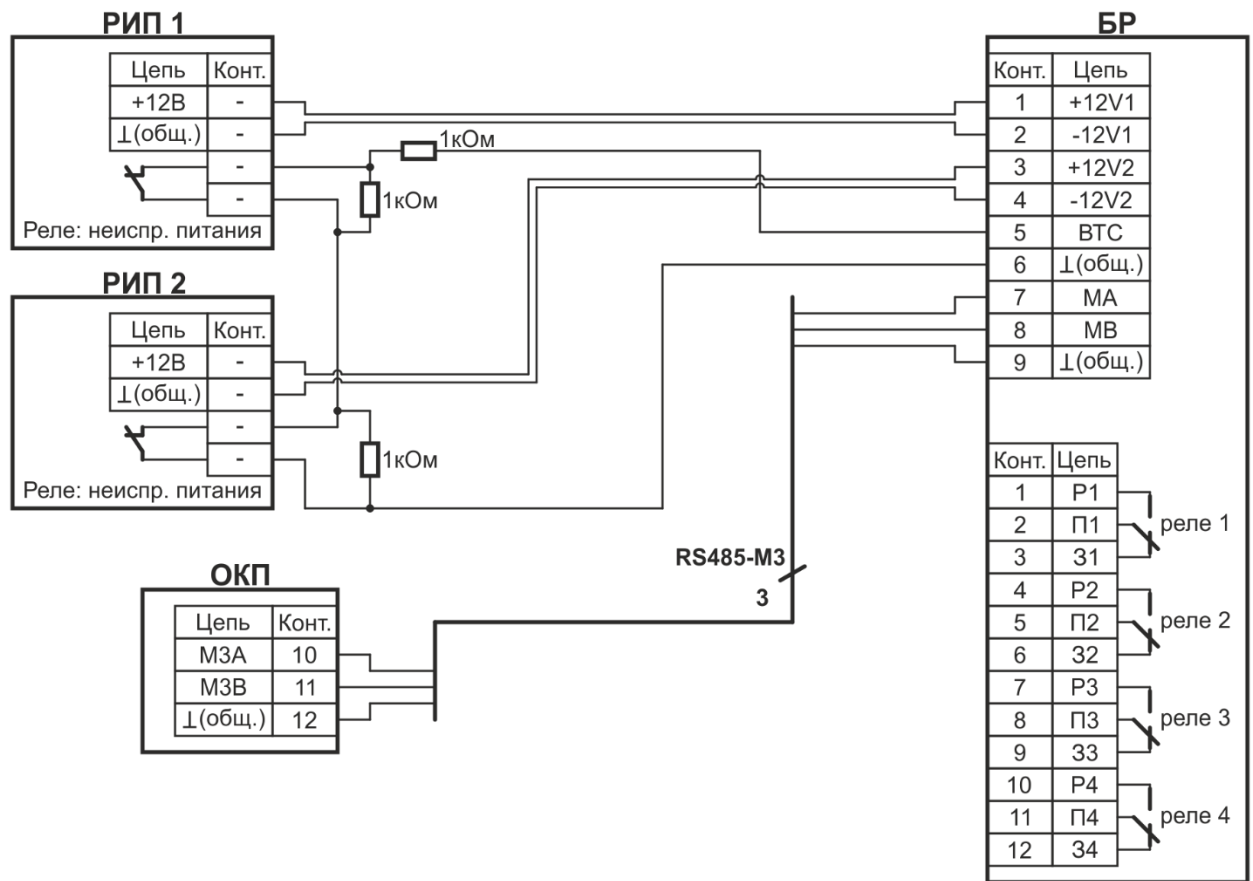 РИП 1
Цепь Конт.
+12В -
⊥(общ.) -
-
-
Реле: неиспр. питания
1кОм
1кОм
РИП 2
Цепь Конт.
+12В -
⊥(общ.) -
-
-
Реле: неиспр. питания
1кОм
ОКП
Цепь Конт.
М3А 10
М3В 11
⊥(общ.) 12
RS485-М3
3
БР
Конт. Цепь
1 +12V1
2 -12V1
3 +12V2
4 -12V2
5 ВТС
6 ⊥(общ.)
7 МА
8 МВ
9 ⊥(общ.)
Конт. Цепь
1 Р1
2 П1 реле 1
3 З1
4 Р2
5 П2 реле 2
6 З2
7 Р3
8 П3 реле 3
9 З3
10 Р4
11 П4 реле 4
12 З4